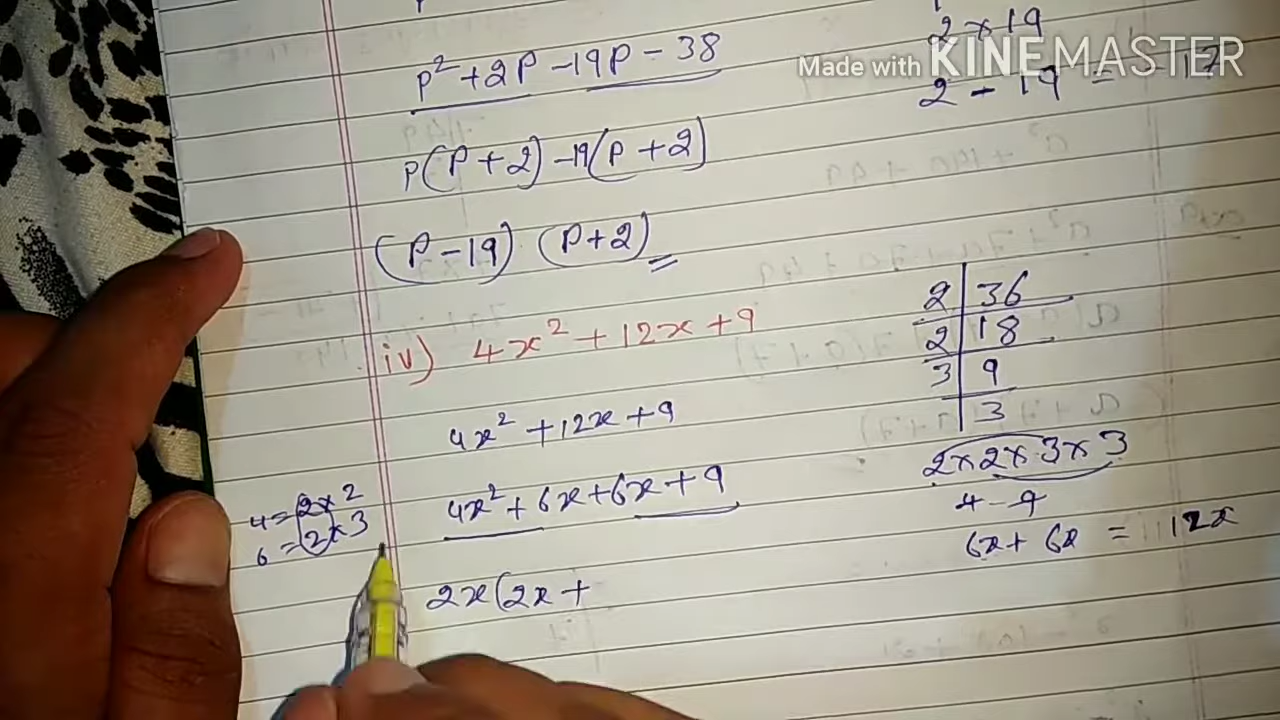 p² + 2p - 19p - 38
p(p + 2) - 19(p + 2)
(p - 19) (p + 2)
iv) 4x² + 12x + 9
4x² + 12x + 9
4x² + 6x + 6x + 9
4 = 2 x 2
6 = 2 x 3
2x(2x +
2 x 19
Made with KINEMASTER
2 - 19 = - 17
2 | 36
2 | 18
3 | 9
3
2 x 2 x 3 x 3
4 - 9
6x + 6x = 12x